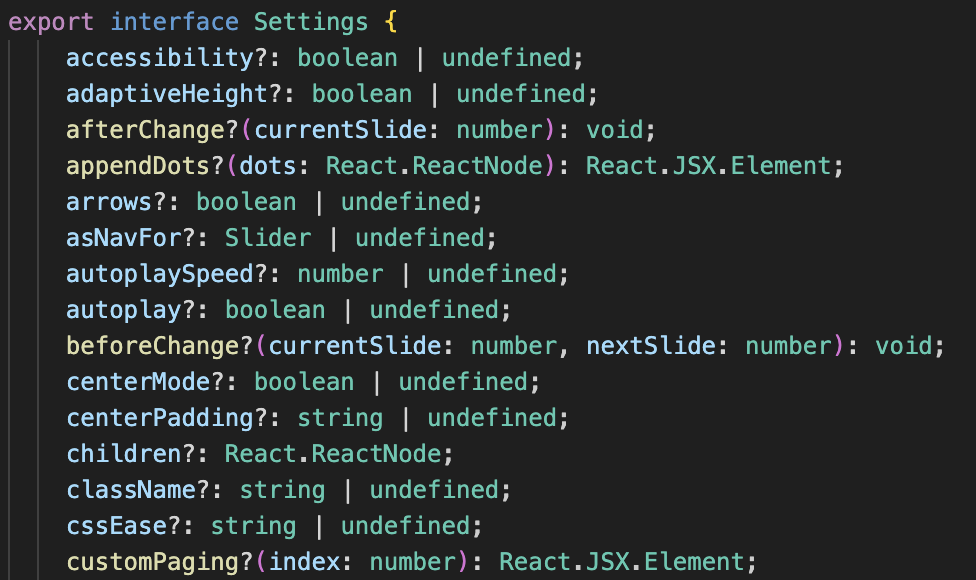 export interface Settings {
    accessibility?: boolean | undefined;
    adaptiveHeight?: boolean | undefined;
    afterChange?(currentSlide: number): void;
    appendDots?(dots: React.ReactNode): React.JSX.Element;
    arrows?: boolean | undefined;
    asNavFor?: Slider | undefined;
    autoplaySpeed?: number | undefined;
    autoplay?: boolean | undefined;
    beforeChange?(currentSlide: number, nextSlide: number): void;
    centerMode?: boolean | undefined;
    centerPadding?: string | undefined;
    children?: React.ReactNode;
    className?: string | undefined;
    cssEase?: string | undefined;
    customPaging?(index: number): React.JSX.Element;